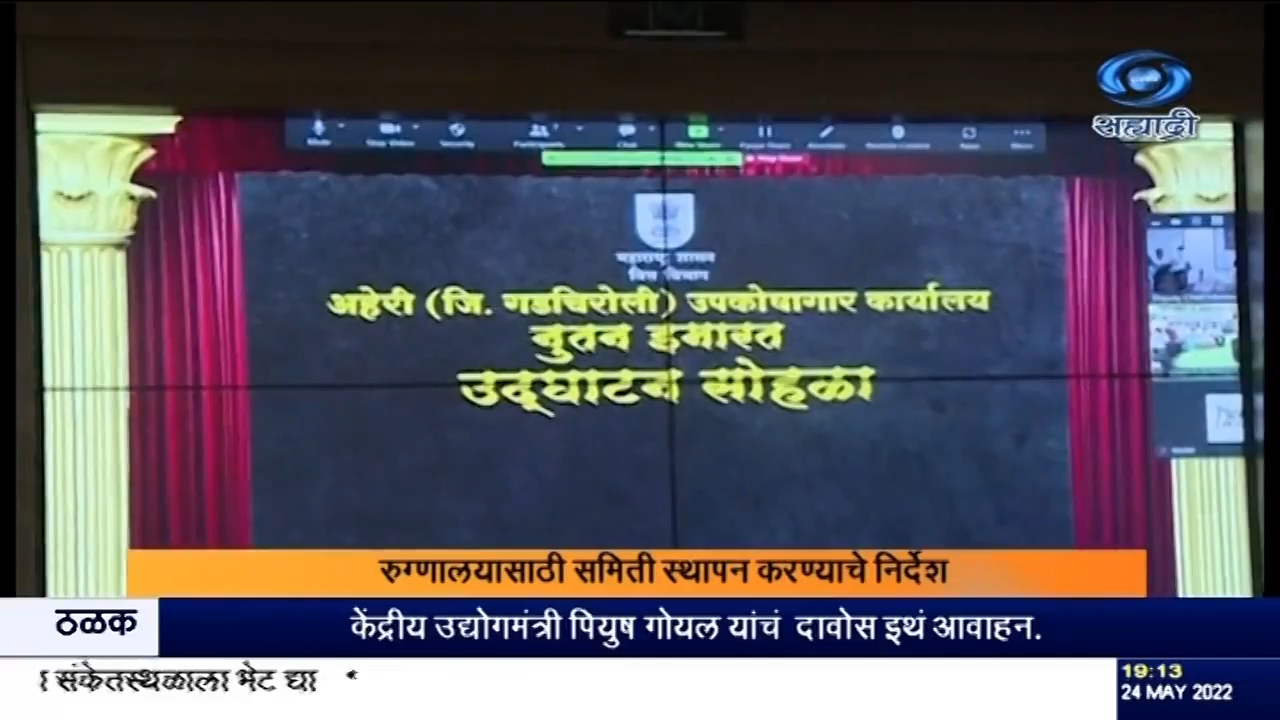 सह्याद्री
महाराष्ट्र शासन
वित्त विभाग
अहेरी (जि. गडचिरोली) उपकोषागार कार्यालय
नुतन इमारत
उद्घाटन सोहळा
रुग्णालयासाठी समिती स्थापन करण्याचे निर्देश
ठळक
केंद्रीय उद्योगमंत्री पियुष गोयल यांचं दावोस इथं आवाहन.
संकेतस्थळाला भेट द्या *
19:13
24 MAY 2022